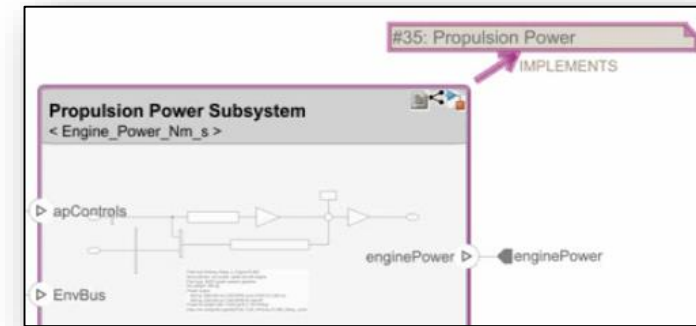 #35: Propulsion Power
IMPLEMENTS
Propulsion Power Subsystem
< Engine_Power_Nm_s >
apControls
enginePower
enginePower
EnvBus